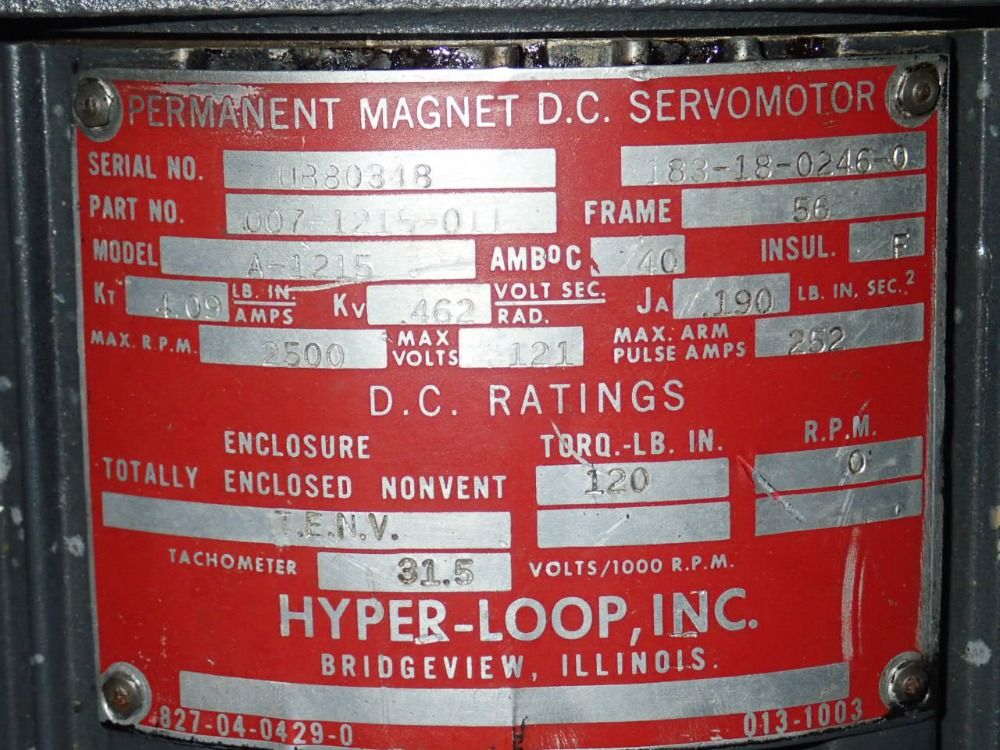 PERMANENT MAGNET D.C. SERVOMOTOR
SERIAL NO. 0880348 183-18-0246-0
PART NO. 007-1215-011 FRAME 56
MODEL A-1215 AMBºC 40 INSUL. F
KT 4.09 LB. IN. / AMPS KV .462 VOLT SEC. / RAD. JA .190 LB. IN. SEC.²
MAX. R.P.M. 2500 MAX VOLTS 121 MAX. ARM PULSE AMPS 252
D.C. RATINGS
ENCLOSURE TORQ.-LB. IN. R.P.M.
TOTALLY ENCLOSED NONVENT 120 0
T.E.N.V.
TACHOMETER 31.5 VOLTS/1000 R.P.M.
HYPER-LOOP, INC.
BRIDGEVIEW, ILLINOIS.
827-04-0429-0 013-1003